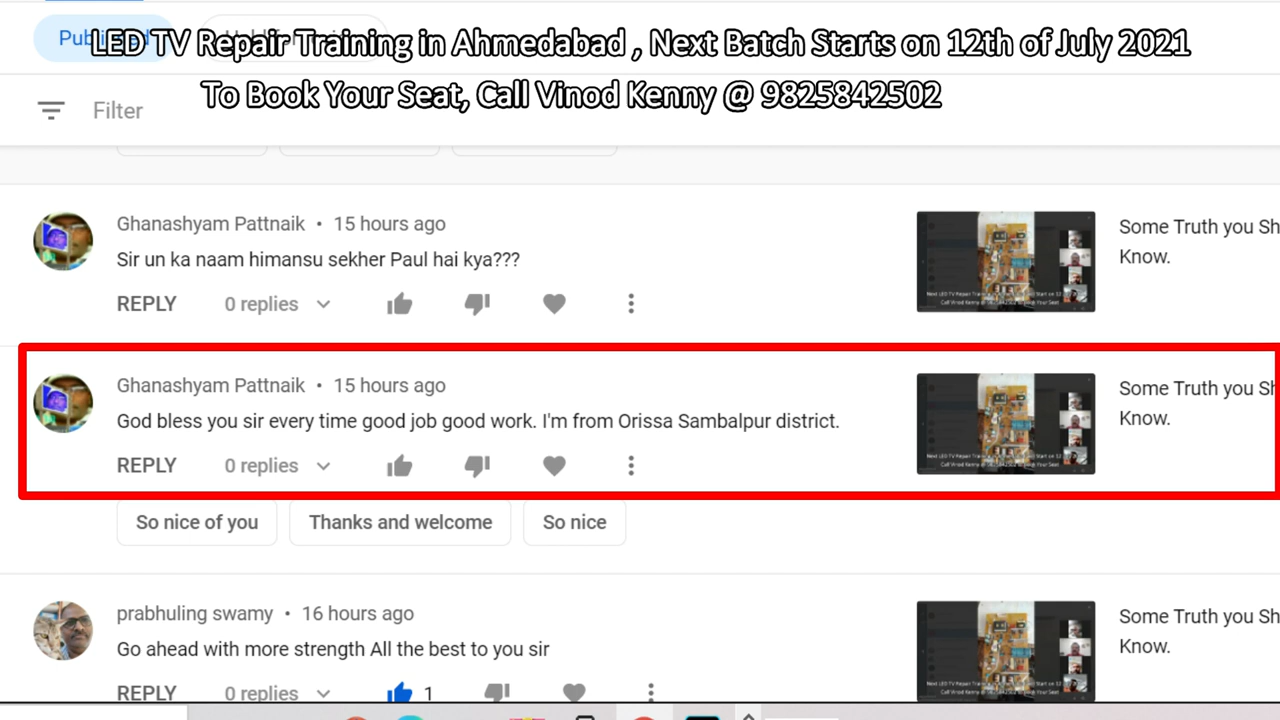 LED TV Repair Training in Ahmedabad , Next Batch Starts on 12th of July 2021
To Book Your Seat, Call Vinod Kenny @ 9825842502
Filter
Ghanashyam Pattnaik • 15 hours ago
Sir un ka naam himansu sekher Paul hai kya???
REPLY 0 replies
Some Truth you Sh
Know.
Ghanashyam Pattnaik • 15 hours ago
God bless you sir every time good job good work. I'm from Orissa Sambalpur district.
REPLY 0 replies
Some Truth you Sh
Know.
So nice of you Thanks and welcome So nice
prabhuling swamy • 16 hours ago
Go ahead with more strength All the best to you sir
REPLY 0 replies 1
Some Truth you Sh
Know.